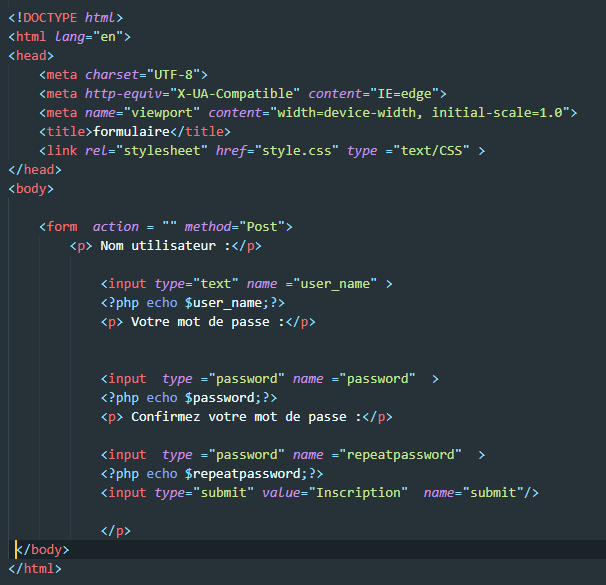 <!DOCTYPE html>
<html lang="en">
<head>
<meta charset="UTF-8">
<meta http-equiv="X-UA-Compatible" content="IE=edge">
<meta name="viewport" content="width=device-width, initial-scale=1.0">
<title>formulaire</title>
<link rel="stylesheet" href="style.css" type ="text/CSS" >
</head>
<body>
<form  action = "" method="Post">
<p> Nom utilisateur :</p>
<input type="text" name ="user_name" >
<?php echo $user_name;?>
<p> Votre mot de passe :</p>
<input  type ="password" name ="password"  >
<?php echo $password;?>
<p> Confirmez votre mot de passe :</p>
<input  type ="password" name ="repeatpassword"  >
<?php echo $repeatpassword;?>
<input type="submit" value="Inscription"  name="submit"/>
</p>
</body>
</html>